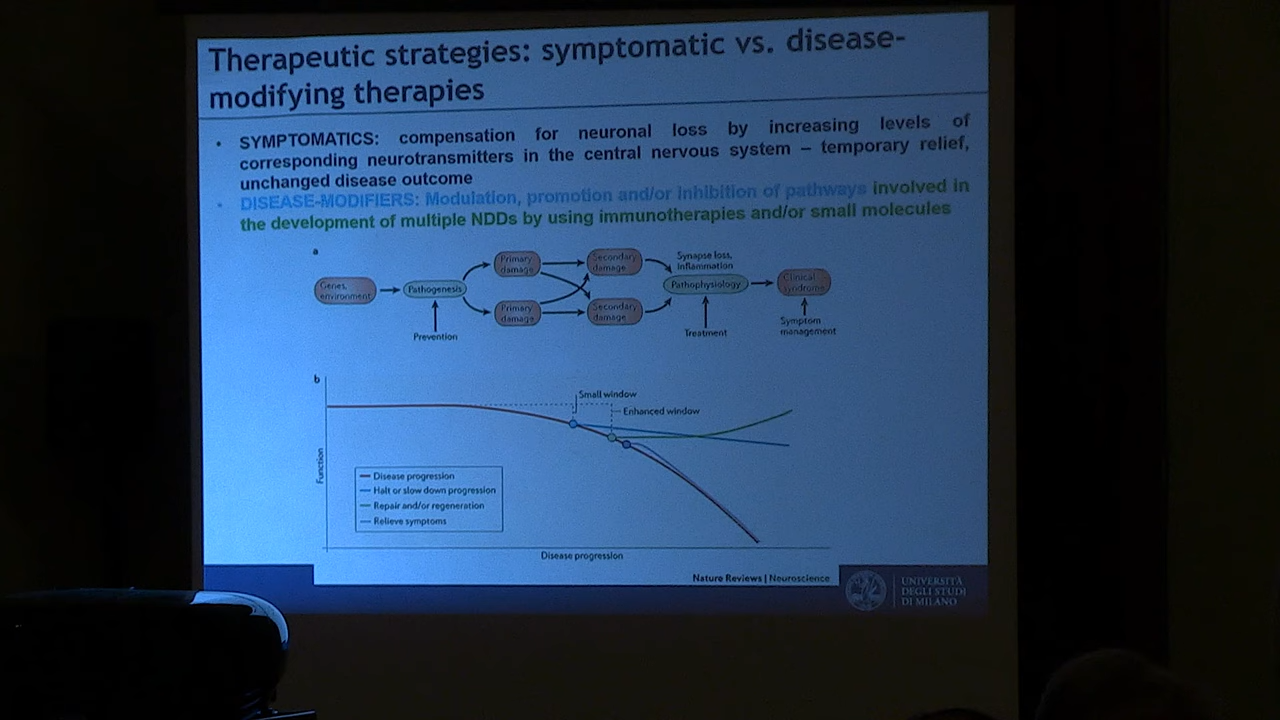 Therapeutic strategies: symptomatic vs. disease-
modifying therapies
• SYMPTOMATICS: compensation for neuronal loss by increasing levels of
corresponding neurotransmitters in the central nervous system – temporary relief,
unchanged disease outcome
• DISEASE-MODIFIERS: Modulation, promotion and/or inhibition of pathways involved in
the development of multiple NDDs by using immunotherapies and/or small molecules
a
Genes,
environment
Pathogenesis
Prevention
Primary
damage
Primary
damage
Secondary
damage
Secondary
damage
Synapse loss,
inflammation
Pathophysiology
Treatment
Clinical
syndrome
Symptom
management
b
Small window
Enhanced window
Function
Disease progression
Halt or slow down progression
Repair and/or regeneration
Relieve symptoms
Disease progression
Nature Reviews | Neuroscience
UNIVERSITÀ
DEGLI STUDI
DI MILANO